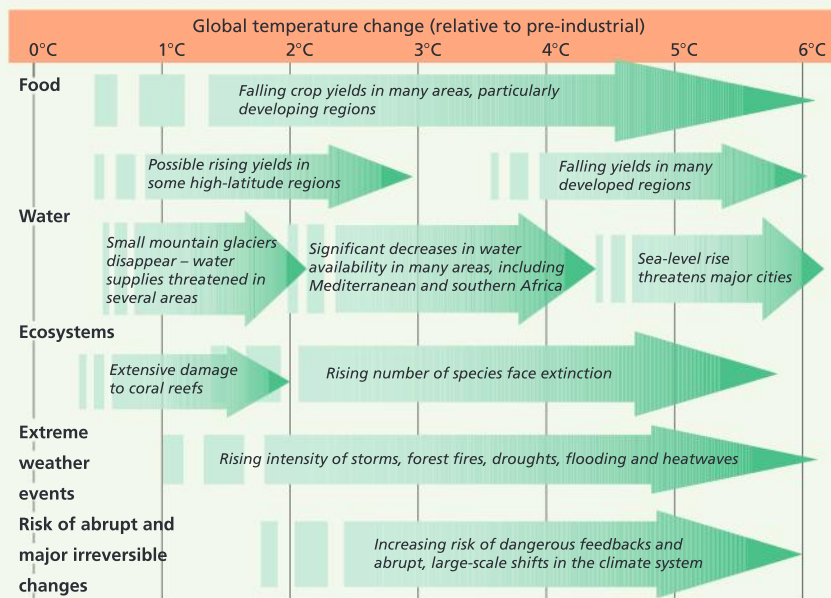 Global temperature change (relative to pre-industrial)
0°C 1°C 2°C 3°C 4°C 5°C 6°C
Food
Falling crop yields in many areas, particularly
developing regions
Possible rising yields in
some high-latitude regions
Falling yields in many
developed regions
Water
Small mountain glaciers
disappear – water
supplies threatened in
several areas
Significant decreases in water
availability in many areas, including
Mediterranean and southern Africa
Sea-level rise
threatens major cities
Ecosystems
Extensive damage
to coral reefs
Rising number of species face extinction
Extreme
weather
events
Rising intensity of storms, forest fires, droughts, flooding and heatwaves
Risk of abrupt and
major irreversible
changes
Increasing risk of dangerous feedbacks and
abrupt, large-scale shifts in the climate system